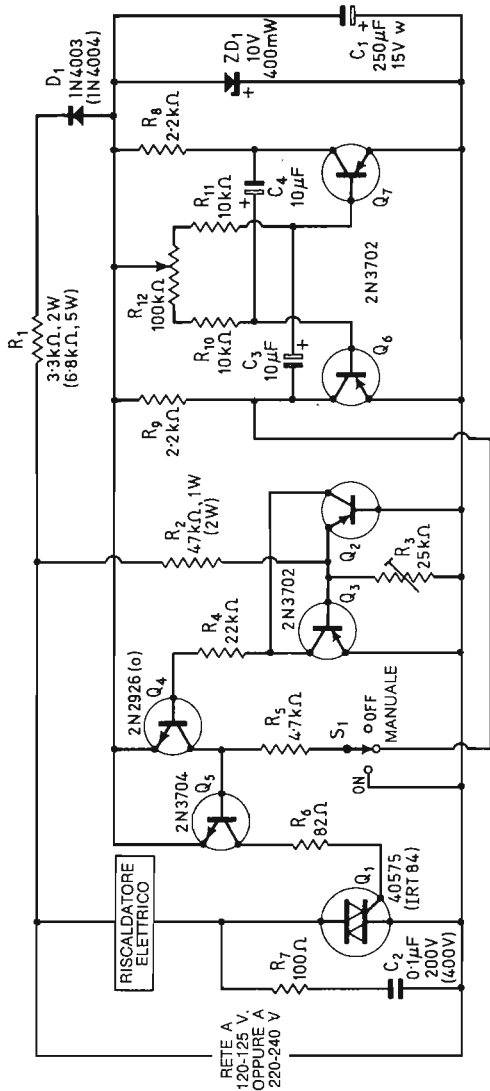 RETE A
120-125 V,
OPPURE A
220-240 V
RISCALDATORE
ELETTRICO
R7
100Ω
C2
0·1μF
200V
(400V)
Q1
40575
(IRT84)
R6
82Ω
2N3704
Q5
2N2926(o)
Q4
R5
4·7kΩ
S1
ON
OFF
MANUALE
R4
22kΩ
2N3702
Q3
Q2
R3
25kΩ
R2
47kΩ, 1W
(2W)
R1
3·3kΩ, 2W
(6·8kΩ, 5W)
R9
2·2kΩ
C3
10μF
+
R10
10kΩ
R12
100kΩ
R11
10kΩ
C4
10μF
+
Q6
2N3702
Q7
R8
2·2kΩ
D1
1N4003
(1N4004)
ZD1
10V
400mW
+
C1
250μF
15V w
+